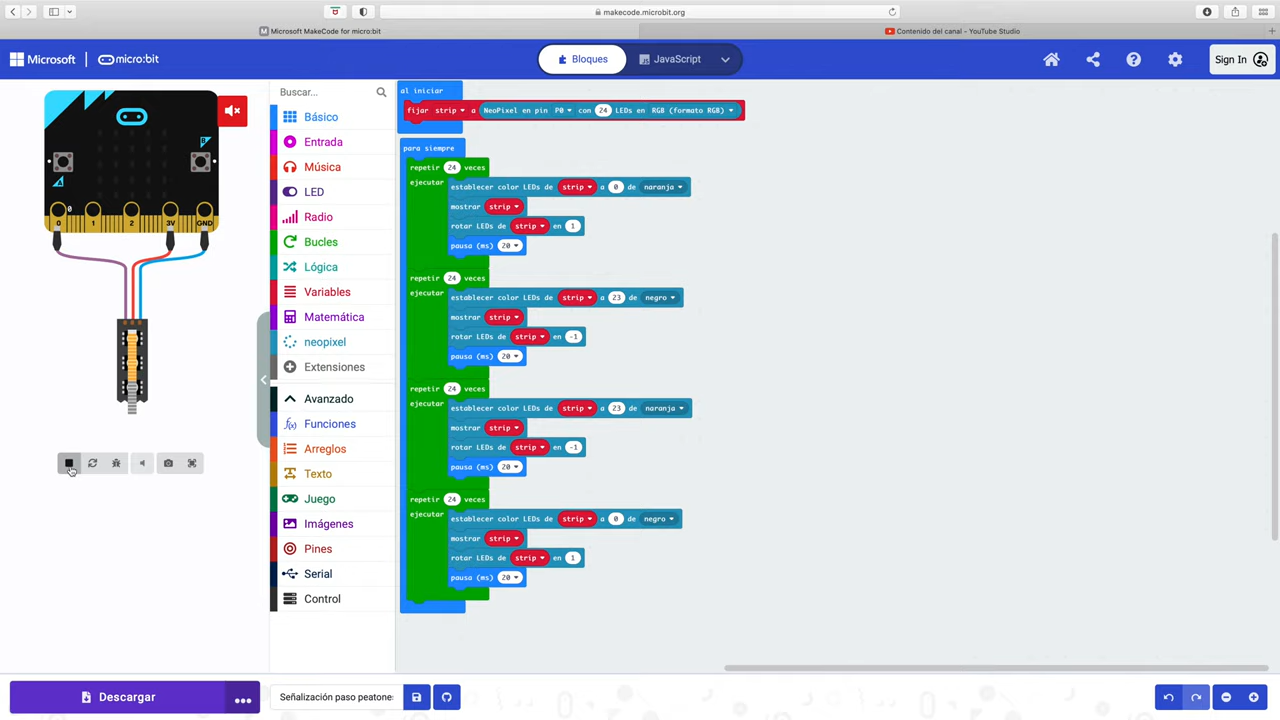 makecode.microbit.org
Microsoft MakeCode for micro:bit
Contenido del canal - YouTube Studio
Microsoft
micro:bit
Bloques
JavaScript
Sign In
B
A
0
0 1 2 3V GND
Buscar...
Básico
Entrada
Música
LED
Radio
Bucles
Lógica
Variables
Matemática
neopixel
Extensiones
Avanzado
Funciones
Arreglos
Texto
Juego
Imágenes
Pines
Serial
Control
al iniciar
fijar strip a NeoPixel en pin P0 con 24 LEDs en RGB (formato RGB)
para siempre
repetir 24 veces
ejecutar
establecer color LEDs de strip a 0 de naranja
mostrar strip
rotar LEDs de strip en 1
pausa (ms) 20
repetir 24 veces
ejecutar
establecer color LEDs de strip a 23 de negro
mostrar strip
rotar LEDs de strip en -1
pausa (ms) 20
repetir 24 veces
ejecutar
establecer color LEDs de strip a 23 de naranja
mostrar strip
rotar LEDs de strip en -1
pausa (ms) 20
repetir 24 veces
ejecutar
establecer color LEDs de strip a 0 de negro
mostrar strip
rotar LEDs de strip en 1
pausa (ms) 20
Descargar
Señalización paso peatone